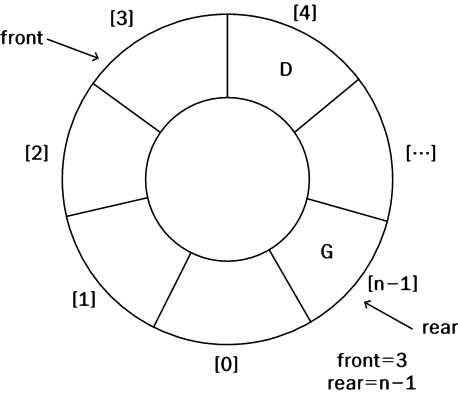 [3]
[4]
front
D
[2]
[···]
G
[n−1]
[1]
rear
[0]
front=3
rear=n−1